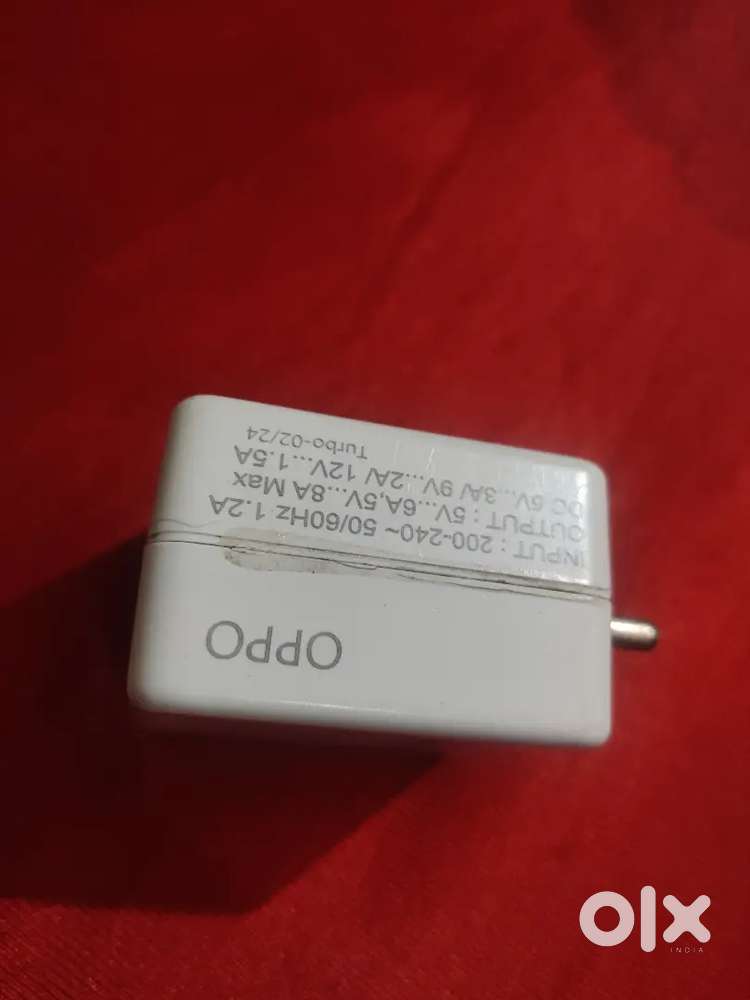 OPPO
INPUT : 200-240~ 50/60Hz 1.2A
OUTPUT : 5V...6A,5V...8A Max
DC 5V...3A/ 9V...2A/ 12V...1.5A
Turbo-02/24
olx
INDIA